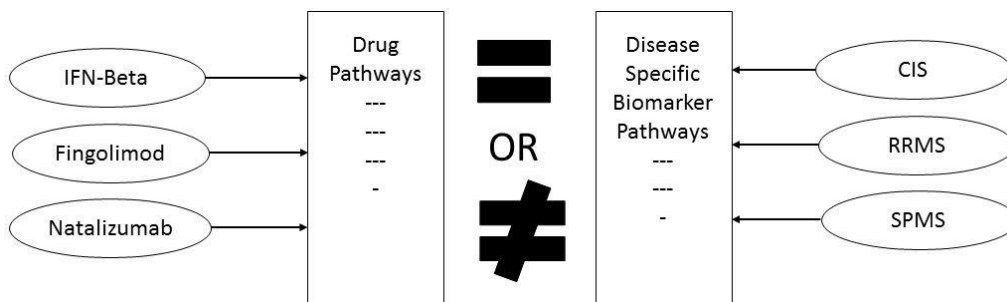 IFN-Beta
Fingolimod
Natalizumab
Drug
Pathways
---
---
---
-
=
OR
≠
Disease
Specific
Biomarker
Pathways
---
---
-
CIS
RRMS
SPMS